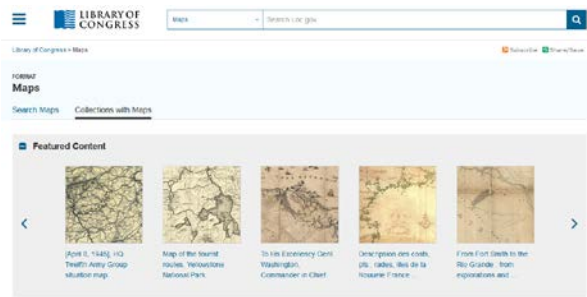 LIBRARY OF
CONGRESS
Maps
Search Loc.gov
Library of Congress > Maps
Subscribe Share/Save
FORMAT
Maps
Search Maps Collections with Maps
Featured Content
[April 8, 1945], HQ
Twelfth Army Group
situation map.
Map of the tourist
routes, Yellowstone
National Park.
To His Excellency Genl
Washington,
Commander in Chief
Description des costs,
pts., rades, illes de la
Nouuele France
From Fort Smith to the
Rio Grande , from
explorations and